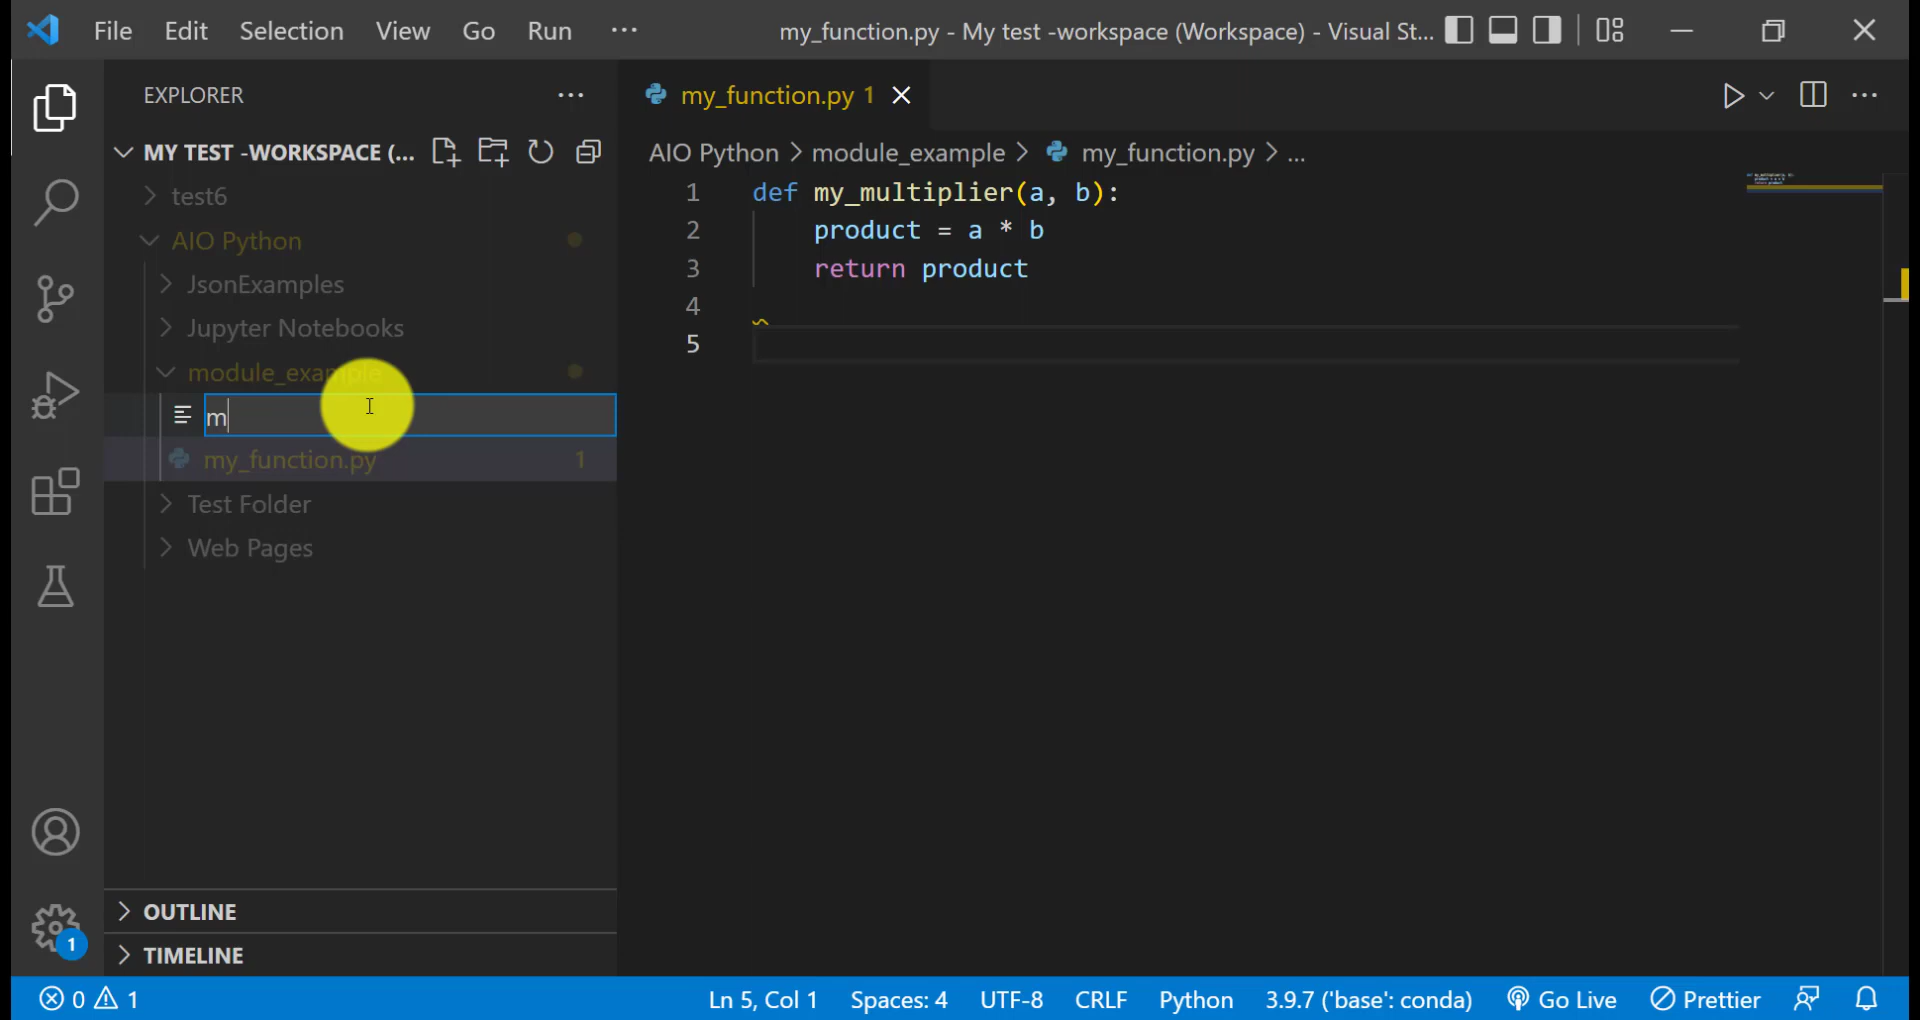 File Edit Selection View Go Run ···
my_function.py - My test -workspace (Workspace) - Visual St...
EXPLORER ···
MY TEST -WORKSPACE (...
test6
AIO Python
JsonExamples
Jupyter Notebooks
module_example
m
my_function.py 1
Test Folder
Web Pages
OUTLINE
TIMELINE
1
my_function.py 1
AIO Python > module_example > my_function.py > ...
1 def my_multiplier(a, b):
2 product = a * b
3 return product
4
5
0 1 Ln 5, Col 1 Spaces: 4 UTF-8 CRLF Python 3.9.7 ('base': conda) Go Live Prettier